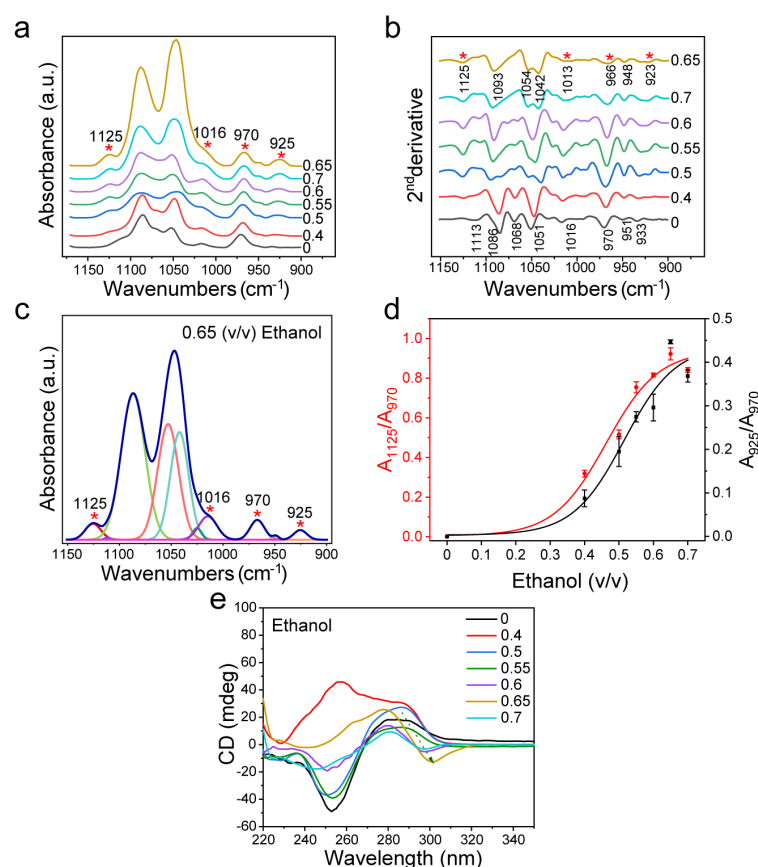 a
Absorbance (a.u.)
1125
1016
970
925
0.65
0.7
0.6
0.55
0.5
0.4
0
1150 1100 1050 1000 950 900
Wavenumbers (cm-1)
b
2nd derivative
1125
1093
1054
1042
1013
966
948
923
0.65
0.7
0.6
0.55
0.5
0.4
0
1113
1086
1068
1051
1016
970
951
933
1150 1100 1050 1000 950 900
Wavenumbers (cm-1)
c
0.65 (v/v) Ethanol
Absorbance (a.u.)
1125
1016
970
925
1150 1100 1050 1000 950 900
Wavenumbers (cm-1)
d
A1125/A970
1.0
0.8
0.6
0.4
0.2
0.0
0.5
0.4
0.3
0.2
0.1
0.0
A925/A970
0 0.1 0.2 0.3 0.4 0.5 0.6 0.7
Ethanol (v/v)
e
Ethanol
CD (mdeg)
100
80
60
40
20
0
-20
-40
-60
0
0.4
0.5
0.55
0.6
0.65
0.7
220 240 260 280 300 320 340
Wavelength (nm)